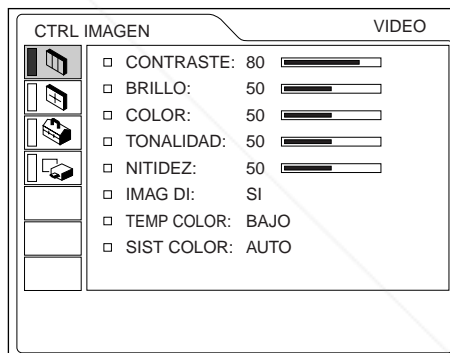 CTRL IMAGEN VIDEO
CONTRASTE: 80
BRILLO: 50
COLOR: 50
TONALIDAD: 50
NITIDEZ: 50
IMAG DI: SI
TEMP COLOR: BAJO
SIST COLOR: AUTO